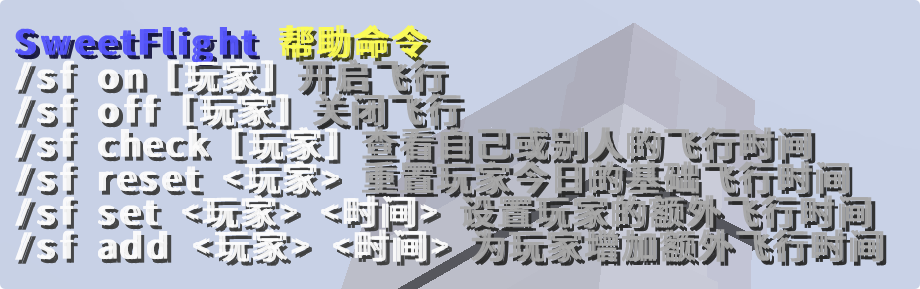 SweetFlight 帮助命令
/sf on [玩家] 开启飞行
/sf off [玩家] 关闭飞行
/sf check [玩家] 查看自己或别人的飞行时间
/sf reset <玩家> 重置玩家今日的基础飞行时间
/sf set <玩家> <时间> 设置玩家的额外飞行时间
/sf add <玩家> <时间> 为玩家增加额外飞行时间